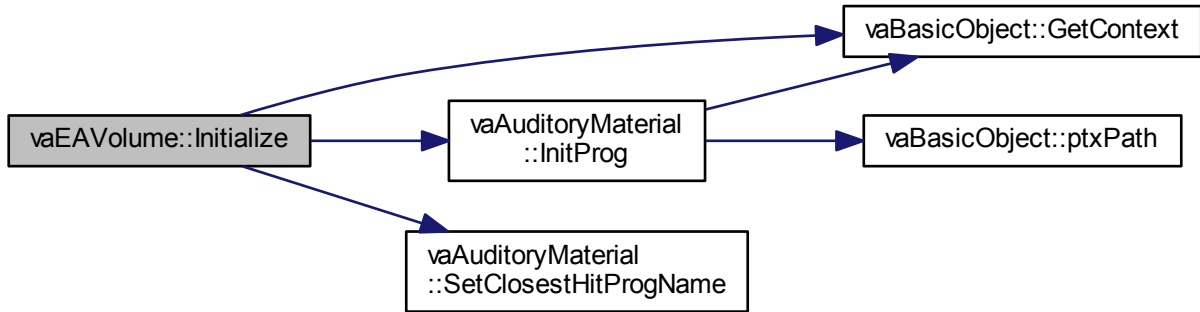 vaBasicObject::GetContext
vaEAVolume::Initialize
vaAuditoryMaterial
::InitProg
vaBasicObject::ptxPath
vaAuditoryMaterial
::SetClosestHitProgName